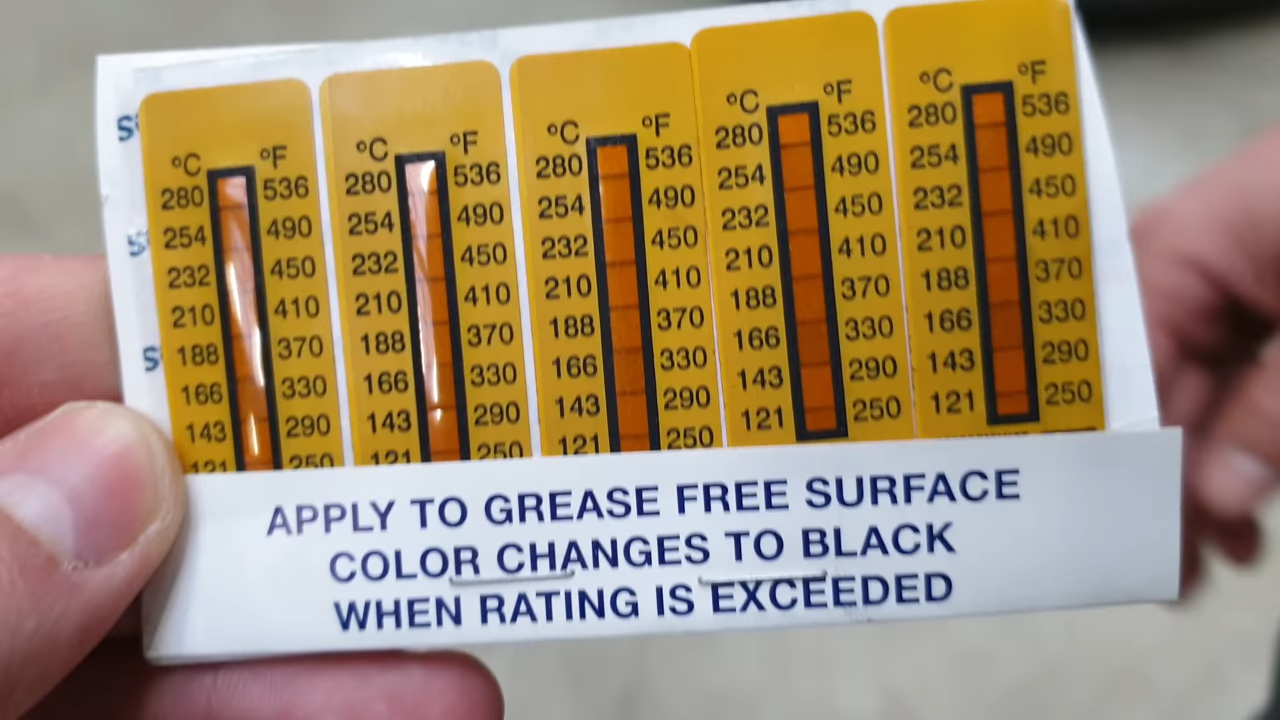 °C °F °C °F °C °F °C °F °C °F
280 536 280 536 280 536 280 536 280 536
254 490 254 490 254 490 254 490 254 490
232 450 232 450 232 450 232 450 232 450
210 410 210 410 210 410 210 410 210 410
188 370 188 370 188 370 188 370 188 370
166 330 166 330 166 330 166 330 166 330
143 290 143 290 143 290 143 290 143 290
121 250 121 250 121 250 121 250 121 250
APPLY TO GREASE FREE SURFACE
COLOR CHANGES TO BLACK
WHEN RATING IS EXCEEDED